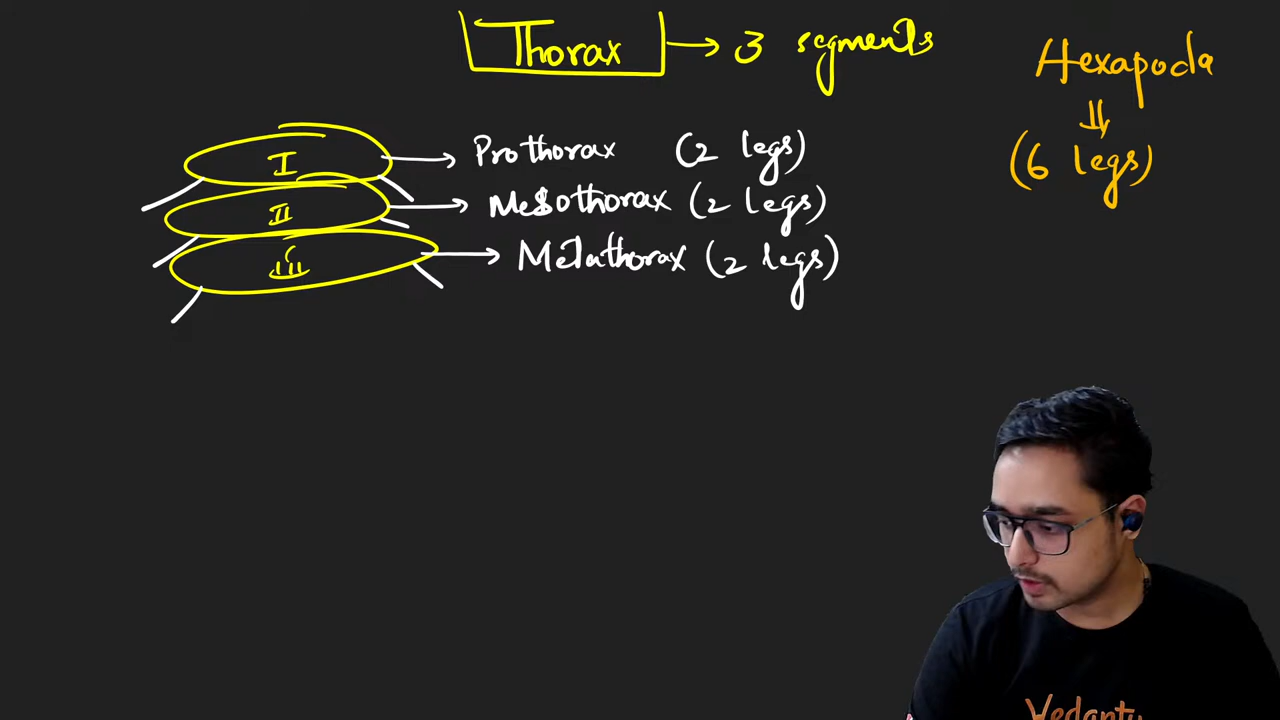 Thorax → 3 segments
Hexapoda
⇓
(6 legs)
I → Prothorax (2 legs)
II → Mesothorax (2 legs)
III → Metathorax (2 legs)
Vedantu